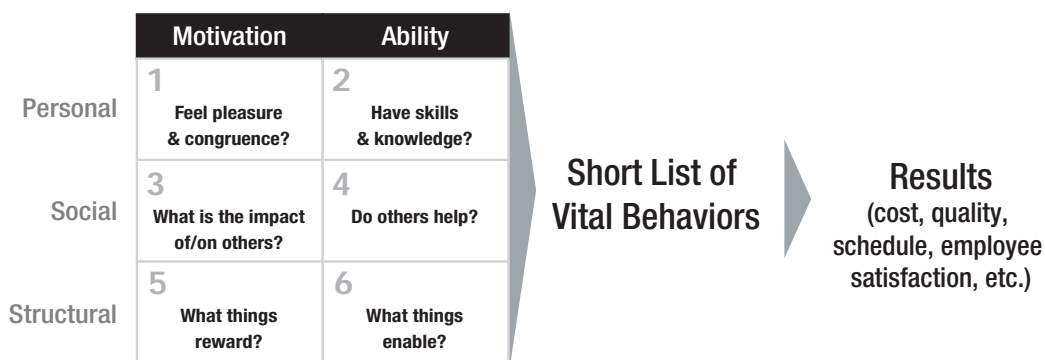 Motivation Ability
Personal
1
Feel pleasure
& congruence?
2
Have skills
& knowledge?
Social
3
What is the impact
of/on others?
4
Do others help?
Structural
5
What things
reward?
6
What things
enable?
Short List of
Vital Behaviors
Results
(cost, quality,
schedule, employee
satisfaction, etc.)